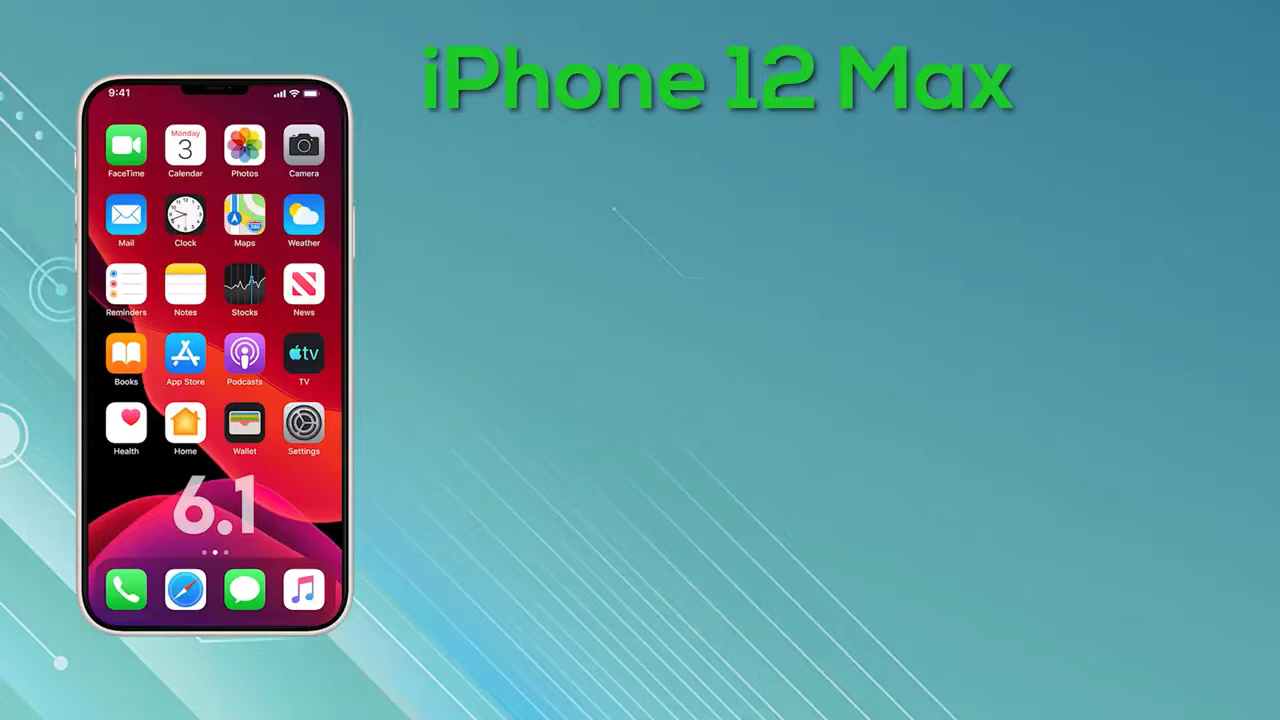 iPhone 12 Max
9:41
Monday
3
FaceTime Calendar Photos Camera
Mail Clock Maps Weather
Reminders Notes Stocks News
tv
Books App Store Podcasts TV
Health Home Wallet Settings
6.1